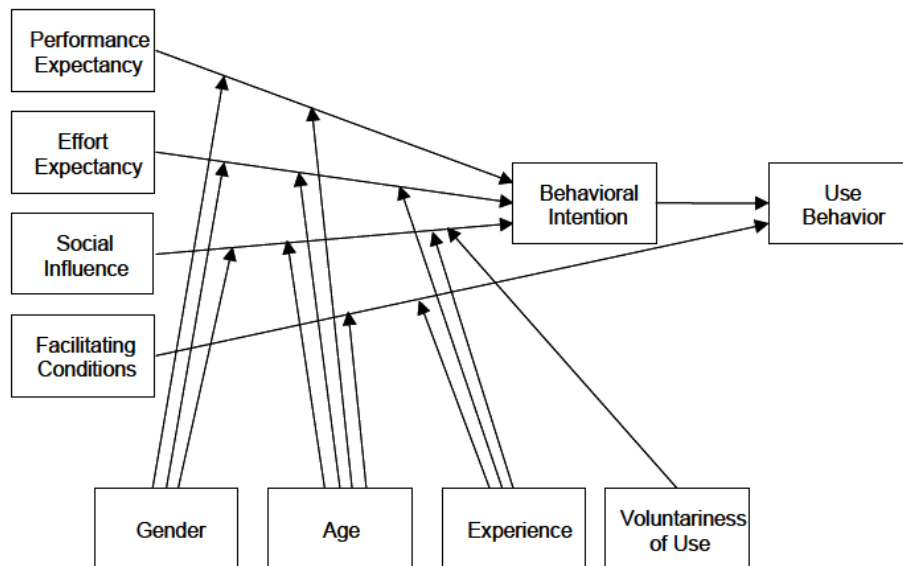 Performance
Expectancy
Effort
Expectancy
Social
Influence
Facilitating
Conditions
Behavioral
Intention
Use
Behavior
Gender
Age
Experience
Voluntariness
of Use